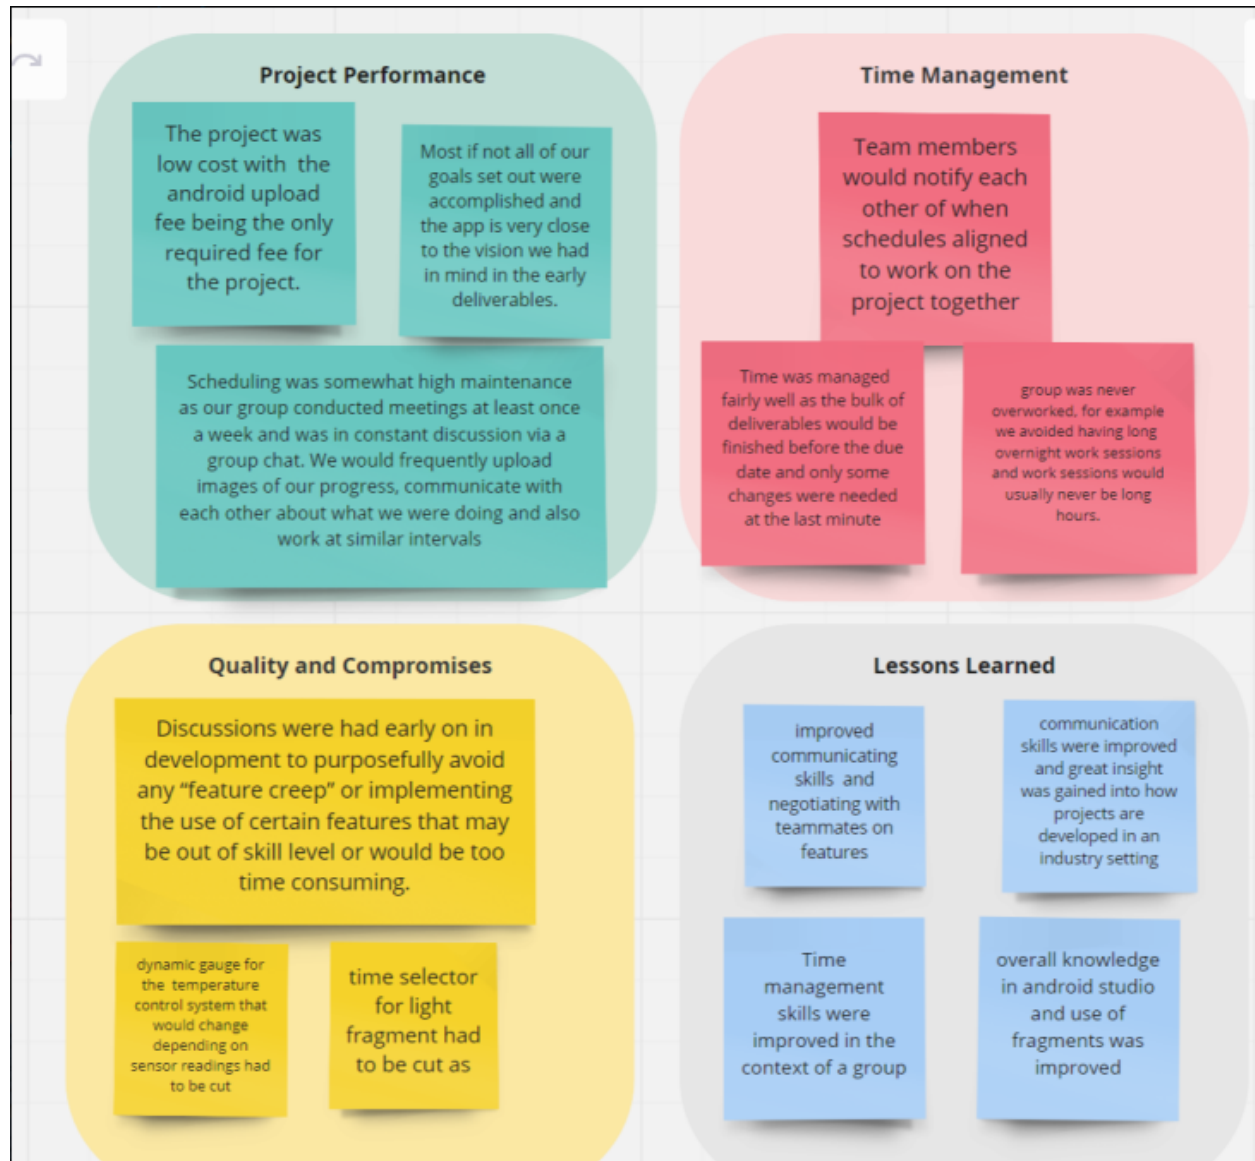 Project Performance
The project was
low cost with the
android upload
fee being the only
required fee for
the project.
Most if not all of our
goals set out were
accomplished and
the app is very close
to the vision we had
in mind in the early
deliverables.
Scheduling was somewhat high maintenance
as our group conducted meetings at least once
a week and was in constant discussion via a
group chat. We would frequently upload
images of our progress, communicate with
each other about what we were doing and also
work at similar intervals
Time Management
Team members
would notify each
other of when
schedules aligned
to work on the
project together
Time was managed
fairly well as the bulk of
deliverables would be
finished before the due
date and only some
changes were needed
at the last minute
group was never
overworked, for example
we avoided having long
overnight work sessions
and work sessions would
usually never be long
hours.
Quality and Compromises
Discussions were had early on in
development to purposefully avoid
any “feature creep” or implementing
the use of certain features that may
be out of skill level or would be too
time consuming.
dynamic gauge for
the temperature
control system that
would change
depending on
sensor readings had
to be cut
time selector
for light
fragment had
to be cut as
Lessons Learned
improved
communicating
skills and
negotiating with
teammates on
features
communication
skills were improved
and great insight
was gained into how
projects are
developed in an
industry setting
Time
management
skills were
improved in the
context of a group
overall knowledge
in android studio
and use of
fragments was
improved